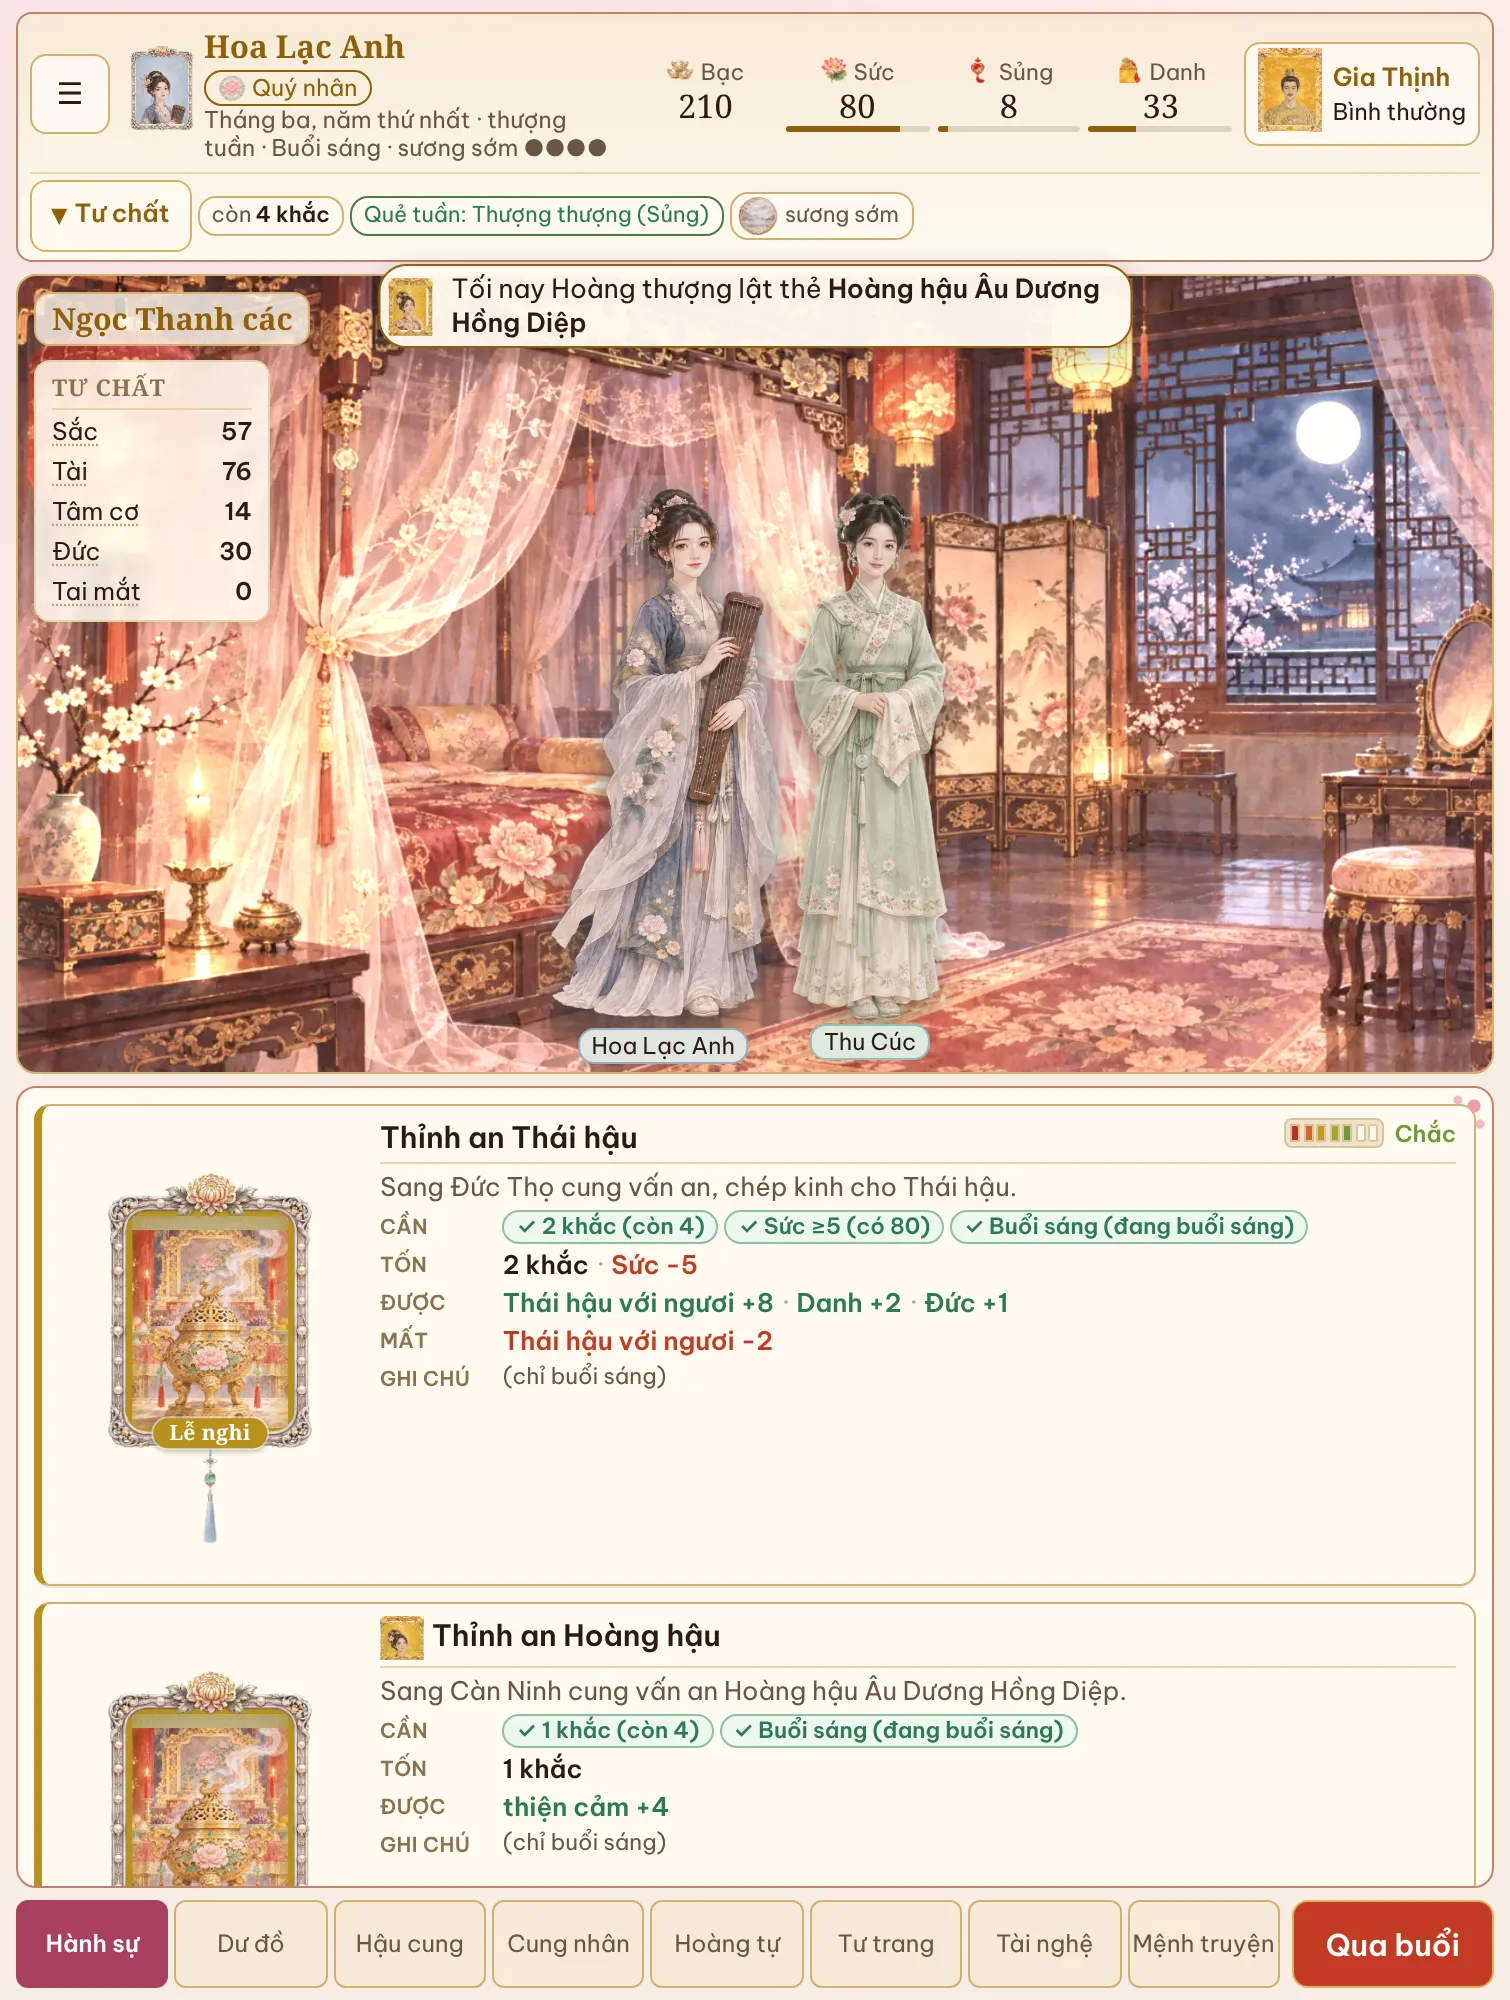 ☰
Hoa Lạc Anh
Quý nhân
Tháng ba, năm thứ nhất · thượng
tuần · Buổi sáng · sương sớm ●●●●
Bạc
210
Sức
80
Sủng
8
Danh
33
Gia Thịnh
Bình thường
▼ Tư chất
còn 4 khắc
Quẻ tuần: Thượng thượng (Sủng)
sương sớm
Tối nay Hoàng thượng lật thẻ Hoàng hậu Âu Dương
Hồng Diệp
Ngọc Thanh các
TƯ CHẤT
Sắc 57
Tài 76
Tâm cơ 14
Đức 30
Tai mắt 0
Hoa Lạc Anh
Thu Cúc
Thỉnh an Thái hậu
Chắc
Sang Đức Thọ cung vấn an, chép kinh cho Thái hậu.
CẦN ✓ 2 khắc (còn 4) ✓ Sức ≥5 (có 80) ✓ Buổi sáng (đang buổi sáng)
TỐN 2 khắc · Sức -5
ĐƯỢC Thái hậu với ngươi +8 · Danh +2 · Đức +1
MẤT Thái hậu với ngươi -2
GHI CHÚ (chỉ buổi sáng)
Lễ nghi
Thỉnh an Hoàng hậu
Sang Càn Ninh cung vấn an Hoàng hậu Âu Dương Hồng Diệp.
CẦN ✓ 1 khắc (còn 4) ✓ Buổi sáng (đang buổi sáng)
TỐN 1 khắc
ĐƯỢC thiện cảm +4
GHI CHÚ (chỉ buổi sáng)
Hành sự
Dư đồ
Hậu cung
Cung nhân
Hoàng tự
Tư trang
Tài nghệ
Mệnh truyện
Qua buổi